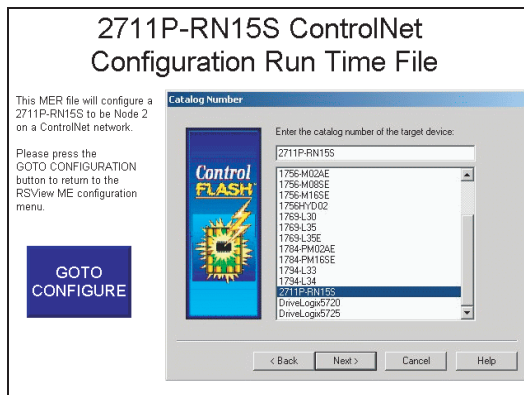 2711P-RN15S ControlNet
Configuration Run Time File
This MER file will configure a
2711P-RN15S to be Node 2
on a ControlNet network.
Please press the
GOTO CONFIGURATION
button to return to the
RSView ME configuration
menu.
GOTO
CONFIGURE
Catalog Number
Control
FLASH
Enter the catalog number of the target device:
2711P-RN15S
1756-M02AE
1756-M08SE
1756-M16SE
1756HYD02
1769-L30
1769-L35
1769-L35E
1784-PM02AE
1784-PM16SE
1794-L33
1794-L34
2711P-RN15S
DriveLogix5720
DriveLogix5725
< Back
Next >
Cancel
Help